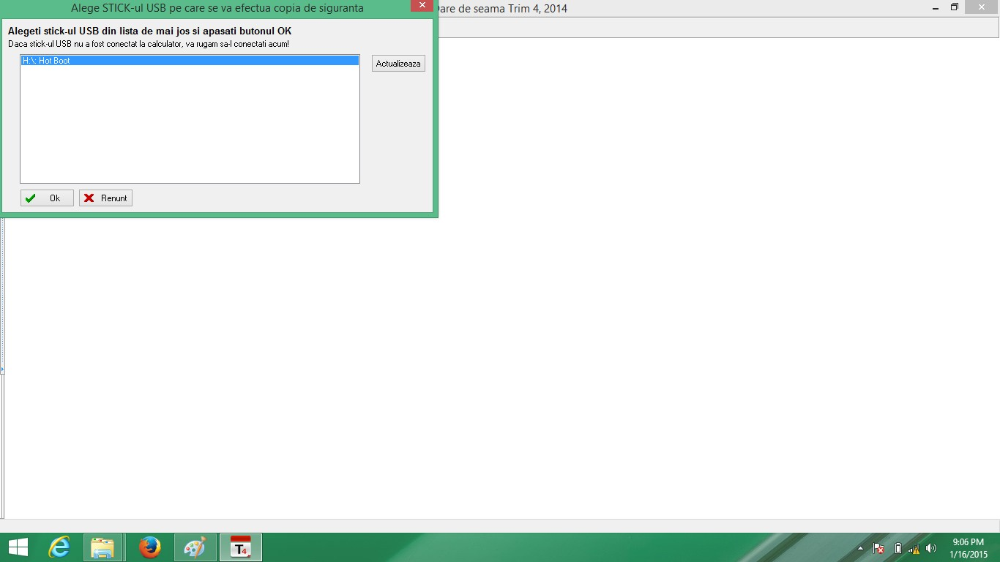 Alege STICK-ul USB pe care se va efectua copia de siguranta
Dare de seama Trim 4, 2014
Alegeti stick-ul USB din lista de mai jos si apasati butonul OK
Daca stick-ul USB nu a fost conectat la calculator, va rugam sa-l conectati acum!
H:\: Hot Boot
Actualizeaza
Ok
Renunt
T4
9:06 PM
1/16/2015